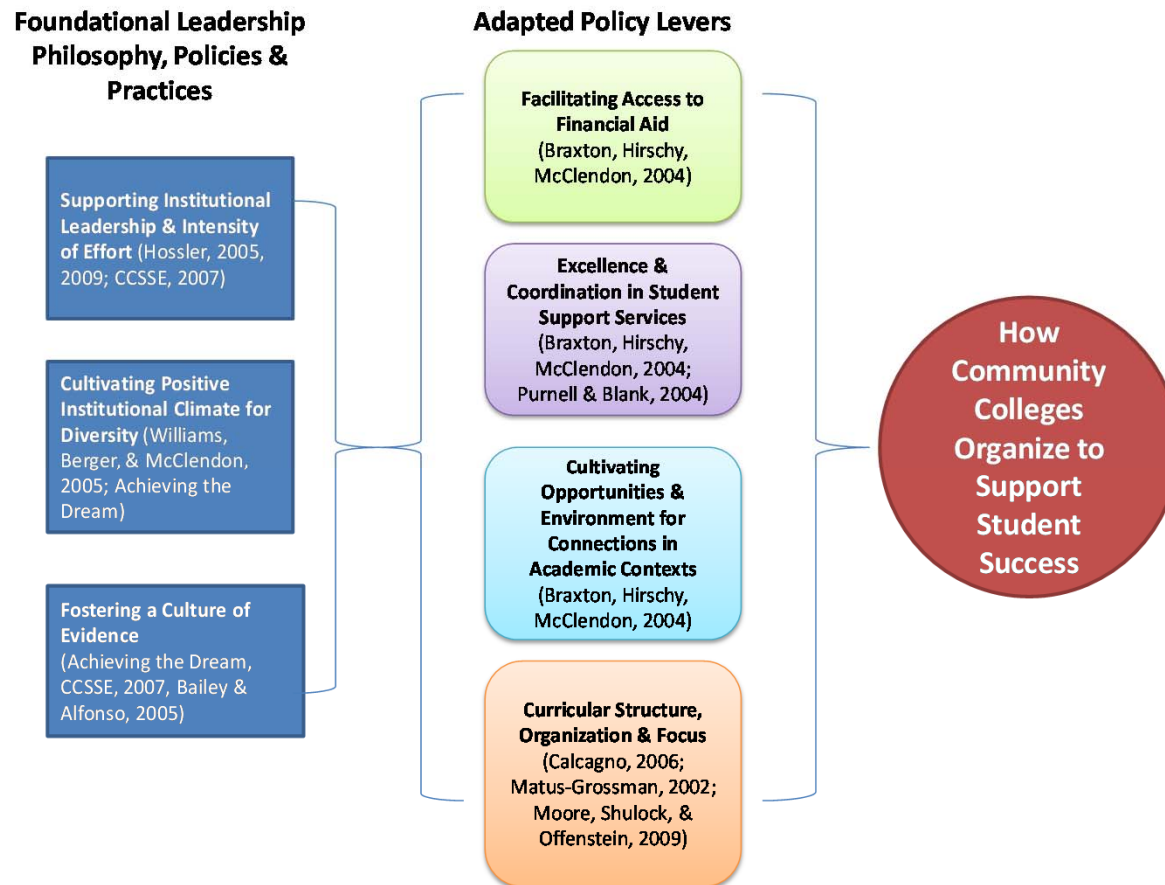 Foundational Leadership
Philosophy, Policies &
Practices
Supporting Institutional
Leadership & Intensity
of Effort (Hossler, 2005,
2009; CCSSE, 2007)
Cultivating Positive
Institutional Climate for
Diversity (Williams,
Berger, & McClendon,
2005; Achieving the
Dream)
Fostering a Culture of
Evidence
(Achieving the Dream,
CCSSE, 2007, Bailey &
Alfonso, 2005)
Adapted Policy Levers
Facilitating Access to
Financial Aid
(Braxton, Hirschy,
McClendon, 2004)
Excellence &
Coordination in Student
Support Services
(Braxton, Hirschy,
McClendon, 2004;
Purnell & Blank, 2004)
Cultivating
Opportunities &
Environment for
Connections in
Academic Contexts
(Braxton, Hirschy,
McClendon, 2004)
Curricular Structure,
Organization & Focus
(Calcagno, 2006;
Matus-Grossman, 2002;
Moore, Shulock, &
Offenstein, 2009)
How
Community
Colleges
Organize to
Support
Student
Success